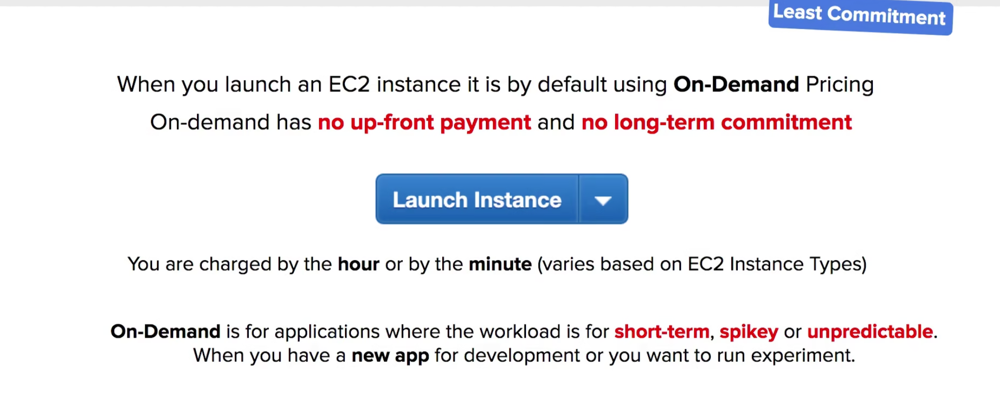 Least Commitment
When you launch an EC2 instance it is by default using On-Demand Pricing
On-demand has no up-front payment and no long-term commitment
Launch Instance
You are charged by the hour or by the minute (varies based on EC2 Instance Types)
On-Demand is for applications where the workload is for short-term, spikey or unpredictable.
When you have a new app for development or you want to run experiment.